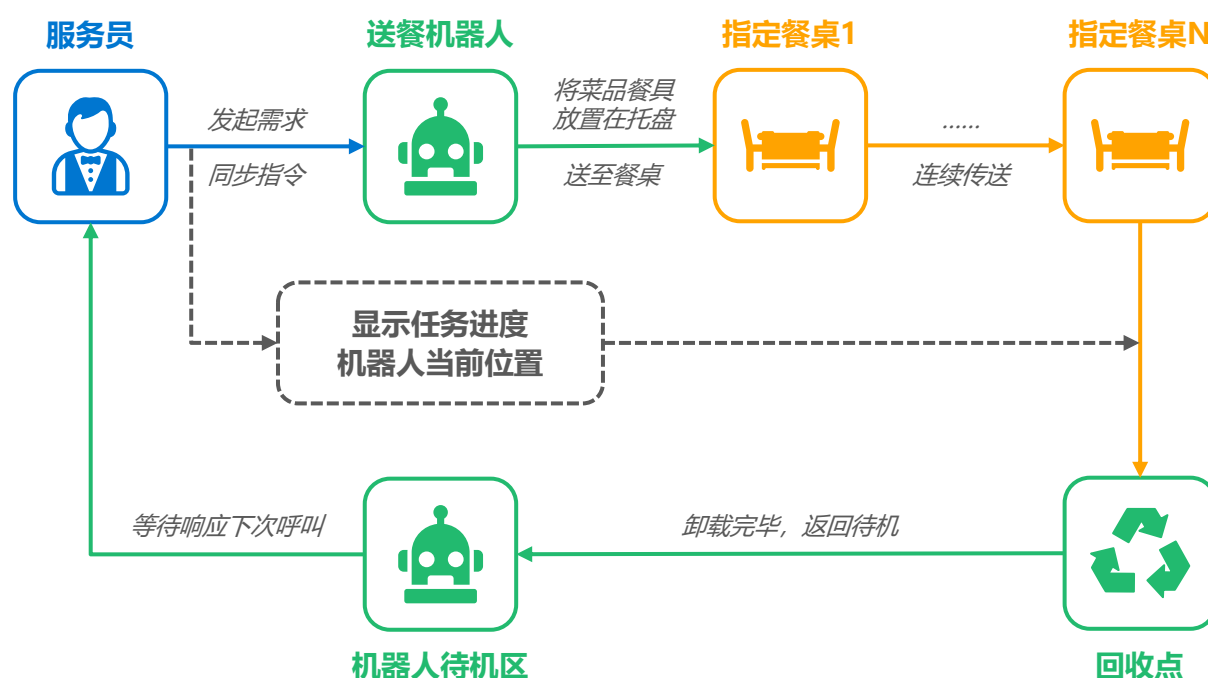 服务员
送餐机器人
指定餐桌1
指定餐桌N
发起需求
同步指令
将菜品餐具
放置在托盘
送至餐桌
......
连续传送
显示任务进度
机器人当前位置
等待响应下次呼叫
卸载完毕，返回待机
机器人待机区
回收点